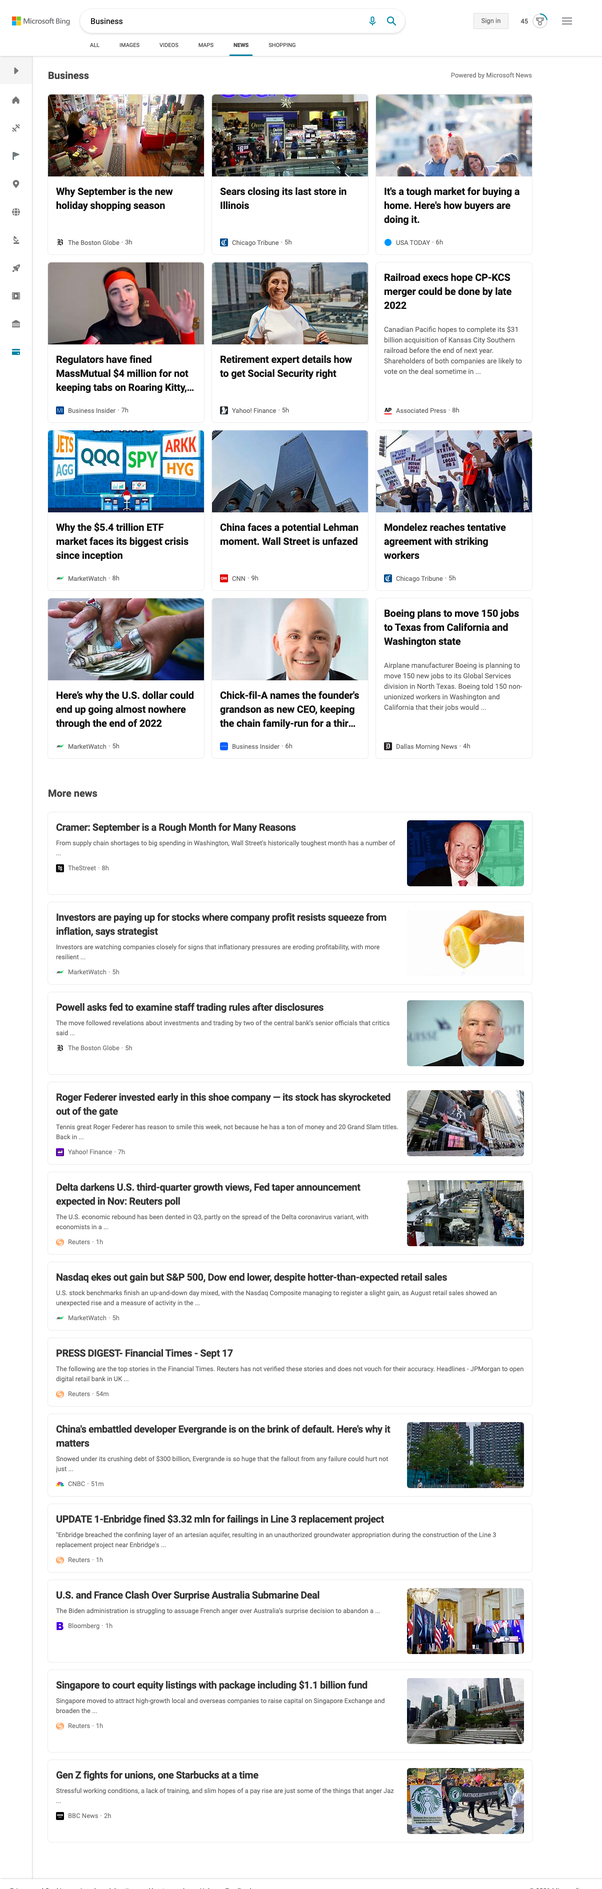 Microsoft Bing
Business
Sign in
45
ALL
IMAGES
VIDEOS
MAPS
NEWS
SHOPPING
Business
Powered by Microsoft News
Why September is the new
holiday shopping season
The Boston Globe · 3h
Sears closing its last store in
Illinois
Chicago Tribune · 5h
It's a tough market for buying a
home. Here's how buyers are
doing it.
USA TODAY · 6h
Regulators have fined
MassMutual $4 million for not
keeping tabs on Roaring Kitty,...
Business Insider · 7h
Retirement expert details how
to get Social Security right
Yahoo! Finance · 5h
Railroad execs hope CP-KCS
merger could be done by late
2022
Canadian Pacific hopes to complete its $31
billion acquisition of Kansas City Southern
railroad before the end of next year.
Shareholders of both companies are likely to
vote on the deal sometime in ...
AP Associated Press · 8h
JETS
AGG
QQQ
SPY
ARKK
HYG
Why the $5.4 trillion ETF
market faces its biggest crisis
since inception
MarketWatch · 8h
China faces a potential Lehman
moment. Wall Street is unfazed
CNN · 9h
Mondelez reaches tentative
agreement with striking
workers
Chicago Tribune · 5h
Here's why the U.S. dollar could
end up going almost nowhere
through the end of 2022
MarketWatch · 5h
Chick-fil-A names the founder's
grandson as new CEO, keeping
the chain family-run for a thir...
Business Insider · 6h
Boeing plans to move 150 jobs
to Texas from California and
Washington state
Airplane manufacturer Boeing is planning to
move 150 new jobs to its Global Services
division in North Texas. Boeing told 150 non-
unionized workers in Washington and
California that their jobs would ...
Dallas Morning News · 4h
More news
Cramer: September is a Rough Month for Many Reasons
From supply chain shortages to big spending in Washington, Wall Street's historically toughest month has a number of
...
TheStreet · 8h
Investors are paying up for stocks where company profit resists squeeze from
inflation, says strategist
Investors are watching companies closely for signs that inflationary pressures are eroding profitability, with more
resilient ...
MarketWatch · 5h
Powell asks fed to examine staff trading rules after disclosures
The move followed revelations about investments and trading by two of the central bank's senior officials that critics
said ...
The Boston Globe · 5h
Roger Federer invested early in this shoe company — its stock has skyrocketed
out of the gate
Tennis great Roger Federer has reason to smile this week, not because he has a ton of money and 20 Grand Slam titles.
Back in ...
Yahoo! Finance · 7h
Delta darkens U.S. third-quarter growth views, Fed taper announcement
expected in Nov: Reuters poll
The U.S. economic rebound has been dented in Q3, partly on the spread of the Delta coronavirus variant, with
economists in a ...
Reuters · 1h
Nasdaq ekes out gain but S&P 500, Dow end lower, despite hotter-than-expected retail sales
U.S. stock benchmarks finish an up-and-down day mixed, with the Nasdaq Composite managing to register a slight gain, as August retail sales showed an
unexpected rise and a measure of activity in the ...
MarketWatch · 5h
PRESS DIGEST- Financial Times - Sept 17
The following are the top stories in the Financial Times. Reuters has not verified these stories and does not vouch for their accuracy. Headlines - JPMorgan to open
digital retail bank in UK ...
Reuters · 54m
China's embattled developer Evergrande is on the brink of default. Here's why it
matters
Snowed under its crushing debt of $300 billion, Evergrande is so huge that the fallout from any failure could hurt not
just ...
CNBC · 51m
UPDATE 1-Enbridge fined $3.32 mln for failings in Line 3 replacement project
"Enbridge breached the confining layer of an artesian aquifer, resulting in an unauthorized groundwater appropriation during the construction of the Line 3
replacement project near Enbridge's ...
Reuters · 1h
U.S. and France Clash Over Surprise Australia Submarine Deal
The Biden administration is struggling to assuage French anger over Australia's surprise decision to abandon a ...
Bloomberg · 1h
Singapore to court equity listings with package including $1.1 billion fund
Singapore moved to attract high-growth local and overseas companies to raise capital on Singapore Exchange and
broaden the ...
Reuters · 1h
Gen Z fights for unions, one Starbucks at a time
Stressful working conditions, a lack of training, and slim hopes of a pay rise are just some of the things that anger Jaz
...
BBC News · 2h